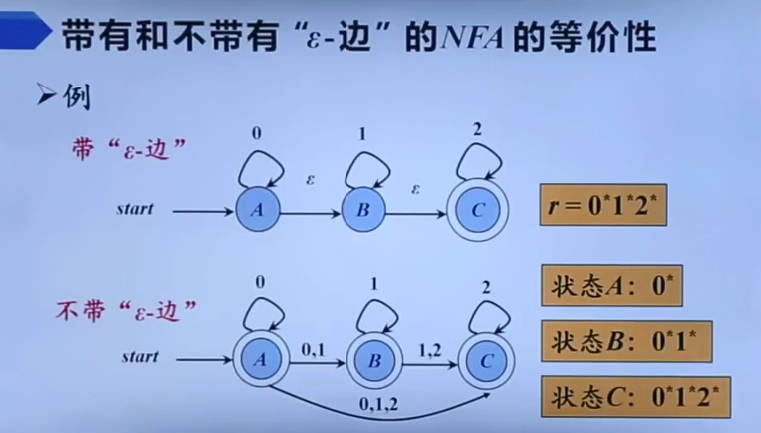 带有和不带有“ε-边”的NFA的等价性
➤例
带“ε-边”
0
1
2
start
A
ε
B
ε
C
r = 0*1*2*
不带“ε-边”
0
1
2
start
A
0,1
B
1,2
C
0,1,2
状态A：0*
状态B：0*1*
状态C：0*1*2*